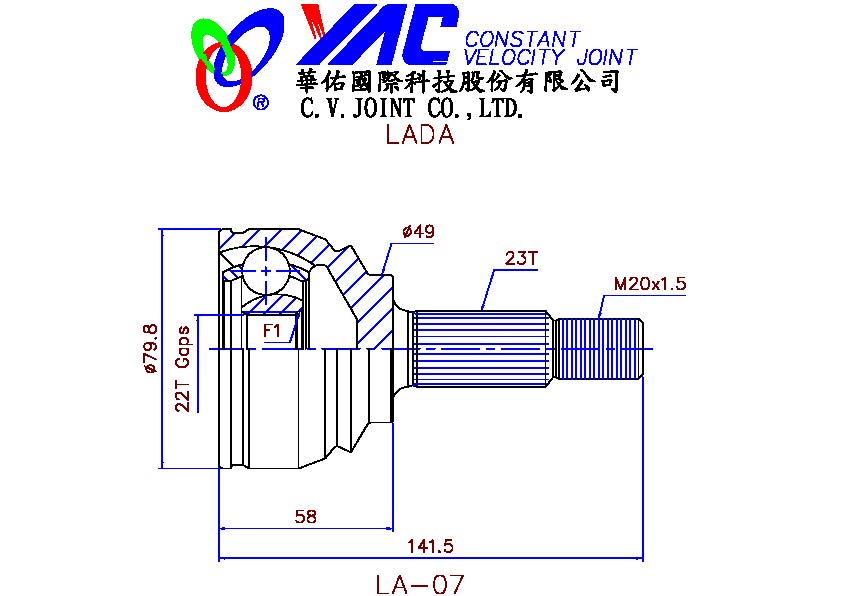 YAC CONSTANT
VELOCITY JOINT
®
華佑國際科技股份有限公司
C.V.JOINT CO.,LTD.
LADA
ø49
23T
M20x1.5
F1
ø79.8
22T Gaps
58
141.5
LA-07